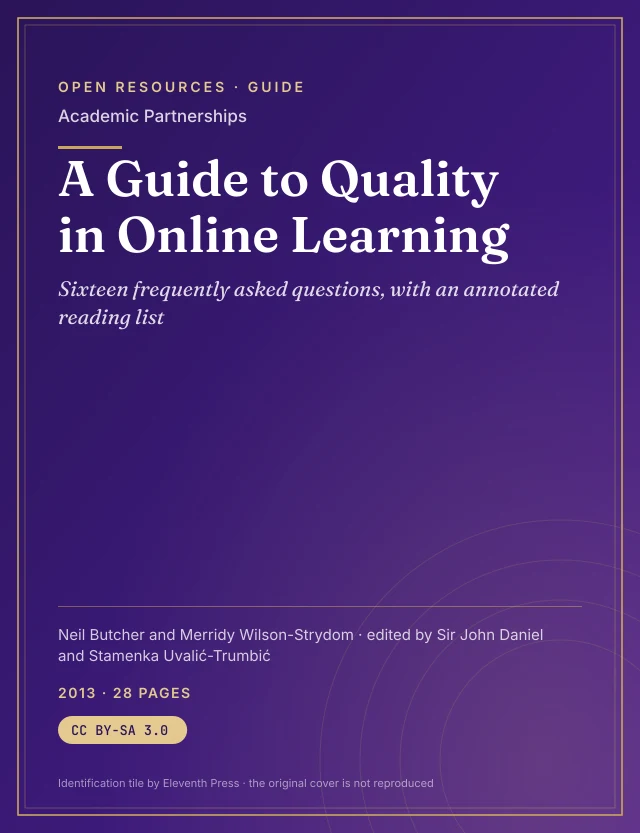 OPEN RESOURCES · GUIDE
Academic Partnerships
A Guide to Quality
in Online Learning
Sixteen frequently asked questions, with an annotated
reading list
Neil Butcher and Merridy Wilson-Strydom · edited by Sir John Daniel
and Stamenka Uvalić-Trumbić
2013 · 28 PAGES
CC BY-SA 3.0
Identification tile by Eleventh Press · the original cover is not reproduced